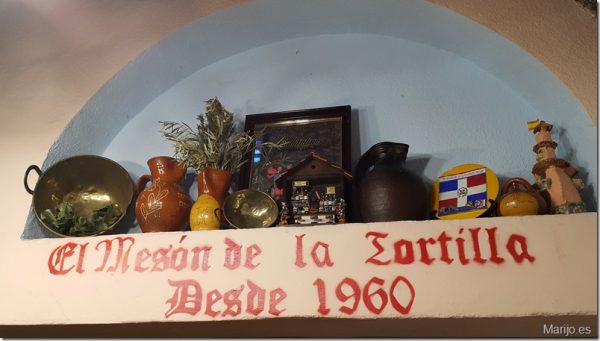 El Mesón de la Tortilla
Desde 1960
Marijo.es